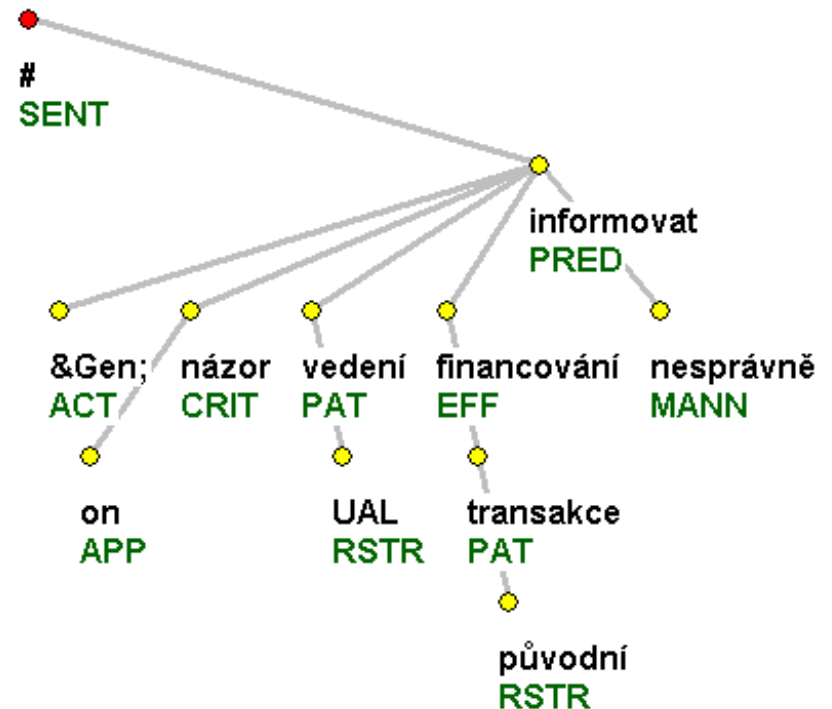 #
SENT
informovat
PRED
&Gen; názor vedení financování nesprávně
ACT CRIT PAT EFF MANN
on UAL transakce
APP RSTR PAT
původní
RSTR